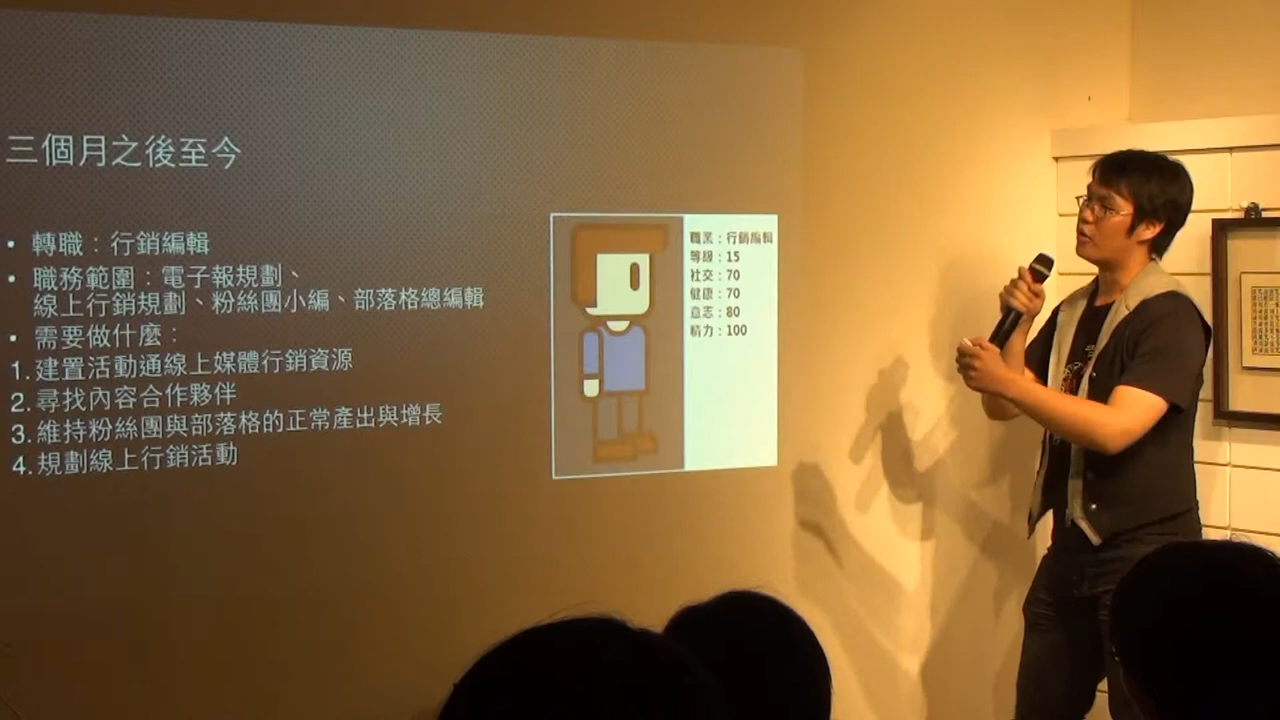 三個月之後至今
• 轉職：行銷編輯
• 職務範圍：電子報規劃、
線上行銷規劃、粉絲團小編、部落格總編輯
• 需要做什麼：
1. 建置活動通線上媒體行銷資源
2. 尋找內容合作夥伴
3. 維持粉絲團與部落格的正常產出與增長
4. 規劃線上行銷活動
職業：行銷編輯
等級：15
社交：70
健康：70
意志：80
精力：100